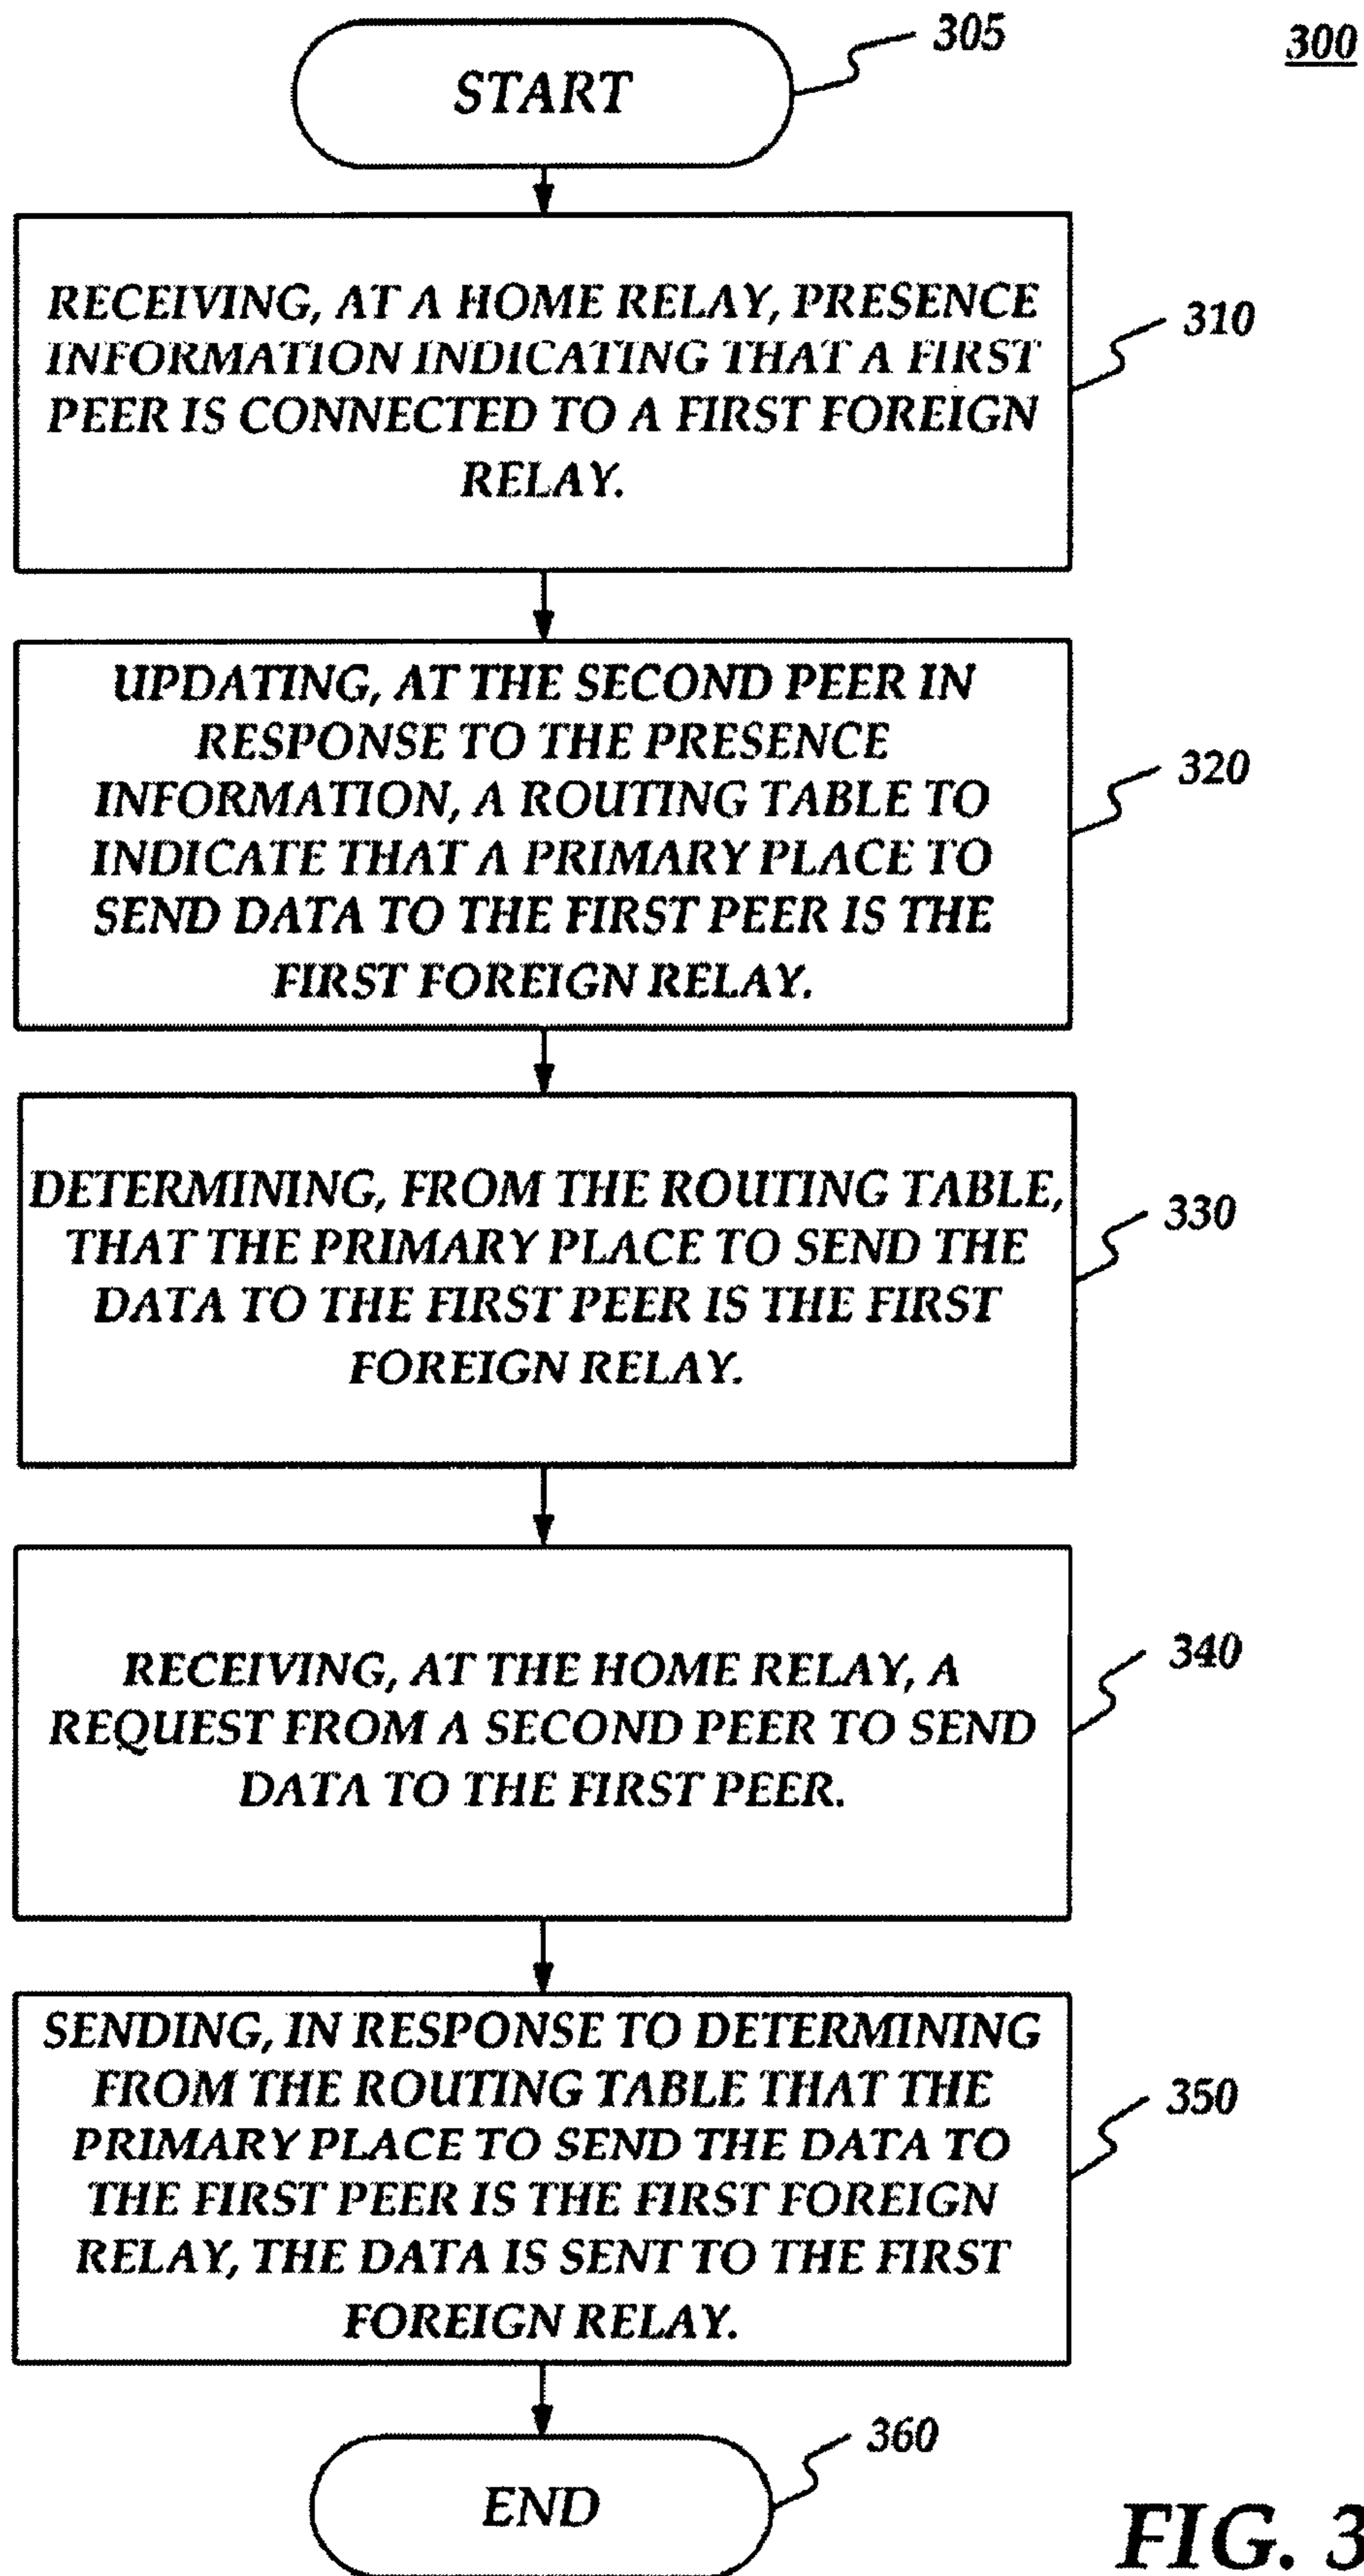 START
305
300
RECEIVING, AT A HOME RELAY, PRESENCE
INFORMATION INDICATING THAT A FIRST
PEER IS CONNECTED TO A FIRST FOREIGN
RELAY.
310
UPDATING, AT THE SECOND PEER IN
RESPONSE TO THE PRESENCE
INFORMATION, A ROUTING TABLE TO
INDICATE THAT A PRIMARY PLACE TO
SEND DATA TO THE FIRST PEER IS THE
FIRST FOREIGN RELAY.
320
DETERMINING, FROM THE ROUTING TABLE,
THAT THE PRIMARY PLACE TO SEND THE
DATA TO THE FIRST PEER IS THE FIRST
FOREIGN RELAY.
330
RECEIVING, AT THE HOME RELAY, A
REQUEST FROM A SECOND PEER TO SEND
DATA TO THE FIRST PEER.
340
SENDING, IN RESPONSE TO DETERMINING
FROM THE ROUTING TABLE THAT THE
PRIMARY PLACE TO SEND THE DATA TO
THE FIRST PEER IS THE FIRST FOREIGN
RELAY, THE DATA IS SENT TO THE FIRST
FOREIGN RELAY.
350
END
360
FIG. 3